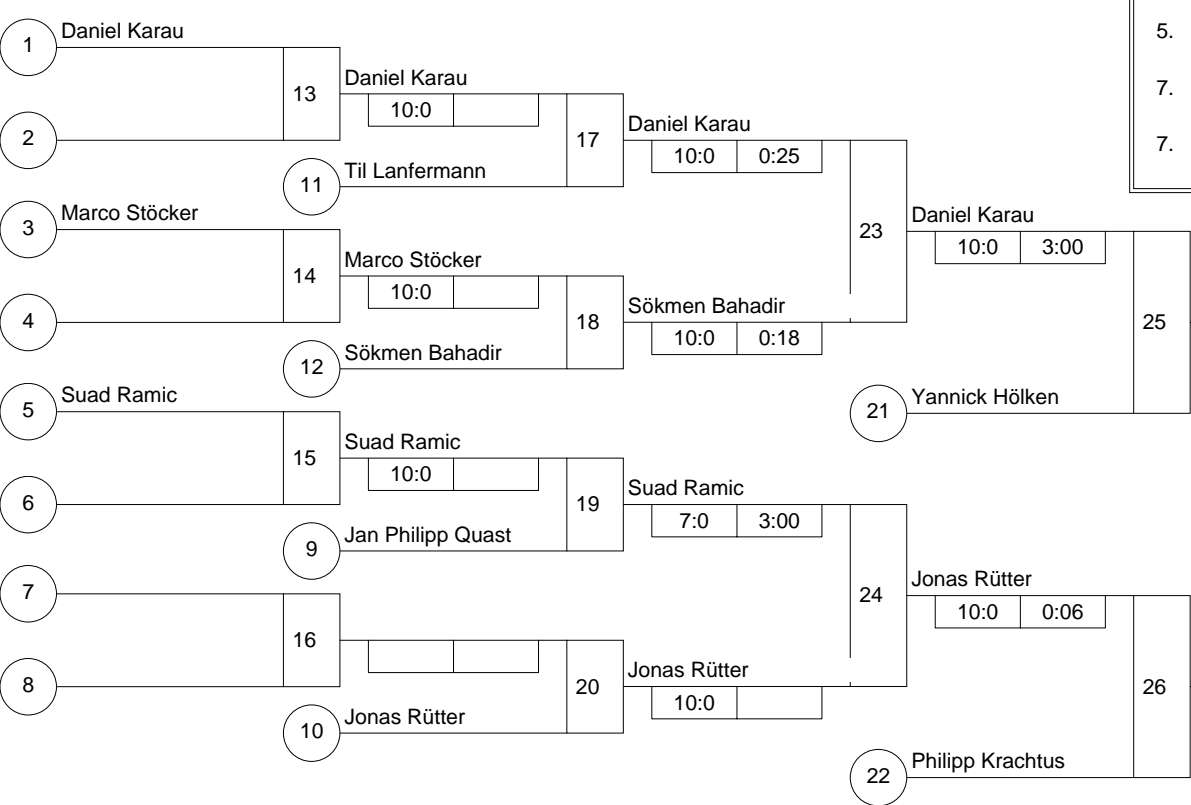 5.
7.
7.
1 Daniel Karau
2
13
Daniel Karau
10:0
11 Til Lanfermann
17
Daniel Karau
10:0 0:25
3 Marco Stöcker
4
14
Marco Stöcker
10:0
12 Sökmen Bahadir
18
Sökmen Bahadir
10:0 0:18
23
Daniel Karau
10:0 3:00
21 Yannick Hölken
25
5 Suad Ramic
6
15
Suad Ramic
10:0
9 Jan Philipp Quast
19
Suad Ramic
7:0 3:00
7
8
16
10 Jonas Rütter
20
Jonas Rütter
10:0
24
Jonas Rütter
10:0 0:06
22 Philipp Krachtus
26